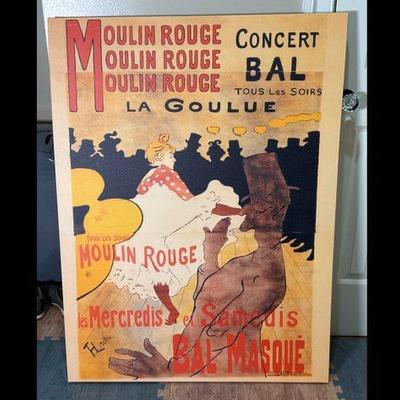 MOULIN ROUGE CONCERT
MOULIN ROUGE BAL
MOULIN ROUGE TOUS LES SOIRS
LA GOULUE
TOUS LES SOIRS
MOULIN ROUGE
les Mercredis et Samedis
BAL MASQUÉ